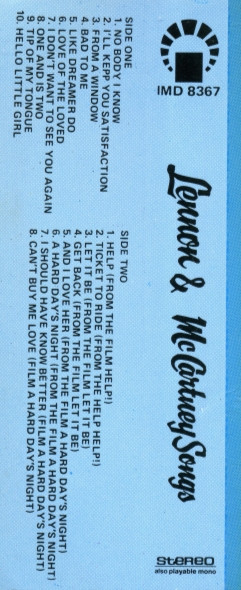 IMD 8367
Lennon & McCartney Songs
stereo
also playable mono
SIDE ONE
1. NO BODY I KNOW
2. I'LL KEPP YOU SATISFACTION
3. FROM A WINDOW
4. BAD TO ME
5. LIKE DREAMER DO
6. LOVE OF THE LOVED
7. I DON'T WANT TO SEE YOU AGAIN
8. ONE AND IS TWO
9. TIP OF MY TONGUE
10. HELLO LITTLE GIRL
SIDE TWO
1. HELP (FROM THE FILM HELP!)
2. TICKET TO RIDE (FROM THE HELP HELP!)
3. LET IT BE (FROM THE FILM LET IT BE)
4. GET BACK (FROM THE FILM LET IT BE)
5. AND I LOVE HER (FROM THE FILM A HARD DAY'S NIGHT)
6. A HARD DAY'S NIGHT (FROM THE FILM A HARD DAY'S NIGHT)
7. I SHOULD HAVE KNOW BETTER (FILM A HARD DAY'S NIGHT)
8. CAN'T BUY ME LOVE (FILM A HARD DAY'S NIGHT)